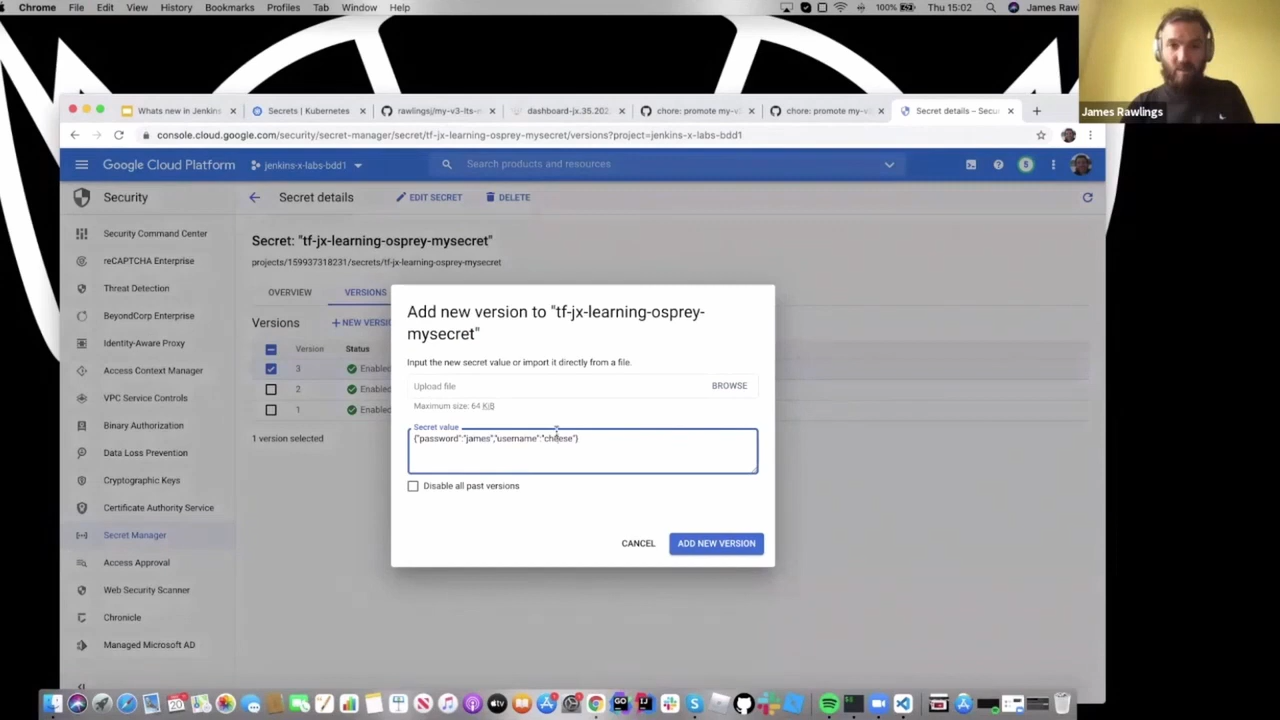 Chrome File Edit View History Bookmarks Profiles Tab Window Help 100% Thu 15:02 James Rawl
James Rawlings
Whats new in Jenkins
Secrets | Kubernetes
rawlingsj/my-v3-lts-
dashboard-jx.35.202
chore: promote my-v
chore: promote my-v
Secret details – Secu
console.cloud.google.com/security/secret-manager/secret/tf-jx-learning-osprey-mysecret/versions?project=jenkins-x-labs-bdd1
Google Cloud Platform jenkins-x-labs-bdd1 Search products and resources 5
Security
Secret details EDIT SECRET DELETE
Security Command Center
reCAPTCHA Enterprise
Threat Detection
BeyondCorp Enterprise
Identity-Aware Proxy
Access Context Manager
VPC Service Controls
Binary Authorization
Data Loss Prevention
Cryptographic Keys
Certificate Authority Service
Secret Manager
Access Approval
Web Security Scanner
Chronicle
Managed Microsoft AD
Secret: "tf-jx-learning-osprey-mysecret"
projects/159937318231/secrets/tf-jx-learning-osprey-mysecret
OVERVIEW VERSIONS
Versions + NEW VERSI
Version Status
3 Enabled
2 Enabled
1 Enabled
1 version selected
Add new version to "tf-jx-learning-osprey-
mysecret"
Input the new secret value or import it directly from a file.
Upload file BROWSE
Maximum size: 64 KiB
Secret value
{"password":"james","username":"cheese"}
Disable all past versions
CANCEL ADD NEW VERSION